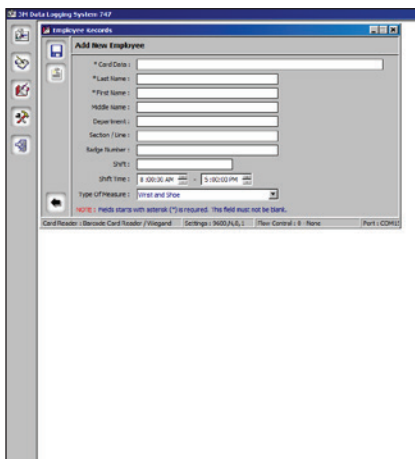 3M Data Logging System 747
Employee Records
Add New Employee
* Card Data :
* Last Name :
* First Name :
Middle Name :
Department :
Section / Line :
Badge Number :
Shift :
Shift Time : 8 :00:00 AM - 5 :00:00 PM
Type Of Measure : Wrist and Shoe
NOTE : Fields starts with asterisk (*) is required. This field must not be blank.
Card Reader : Barcode Card Reader / Wiegand Settings : 9600,N,8,1 Flow Control : 0 - None Port : COM1